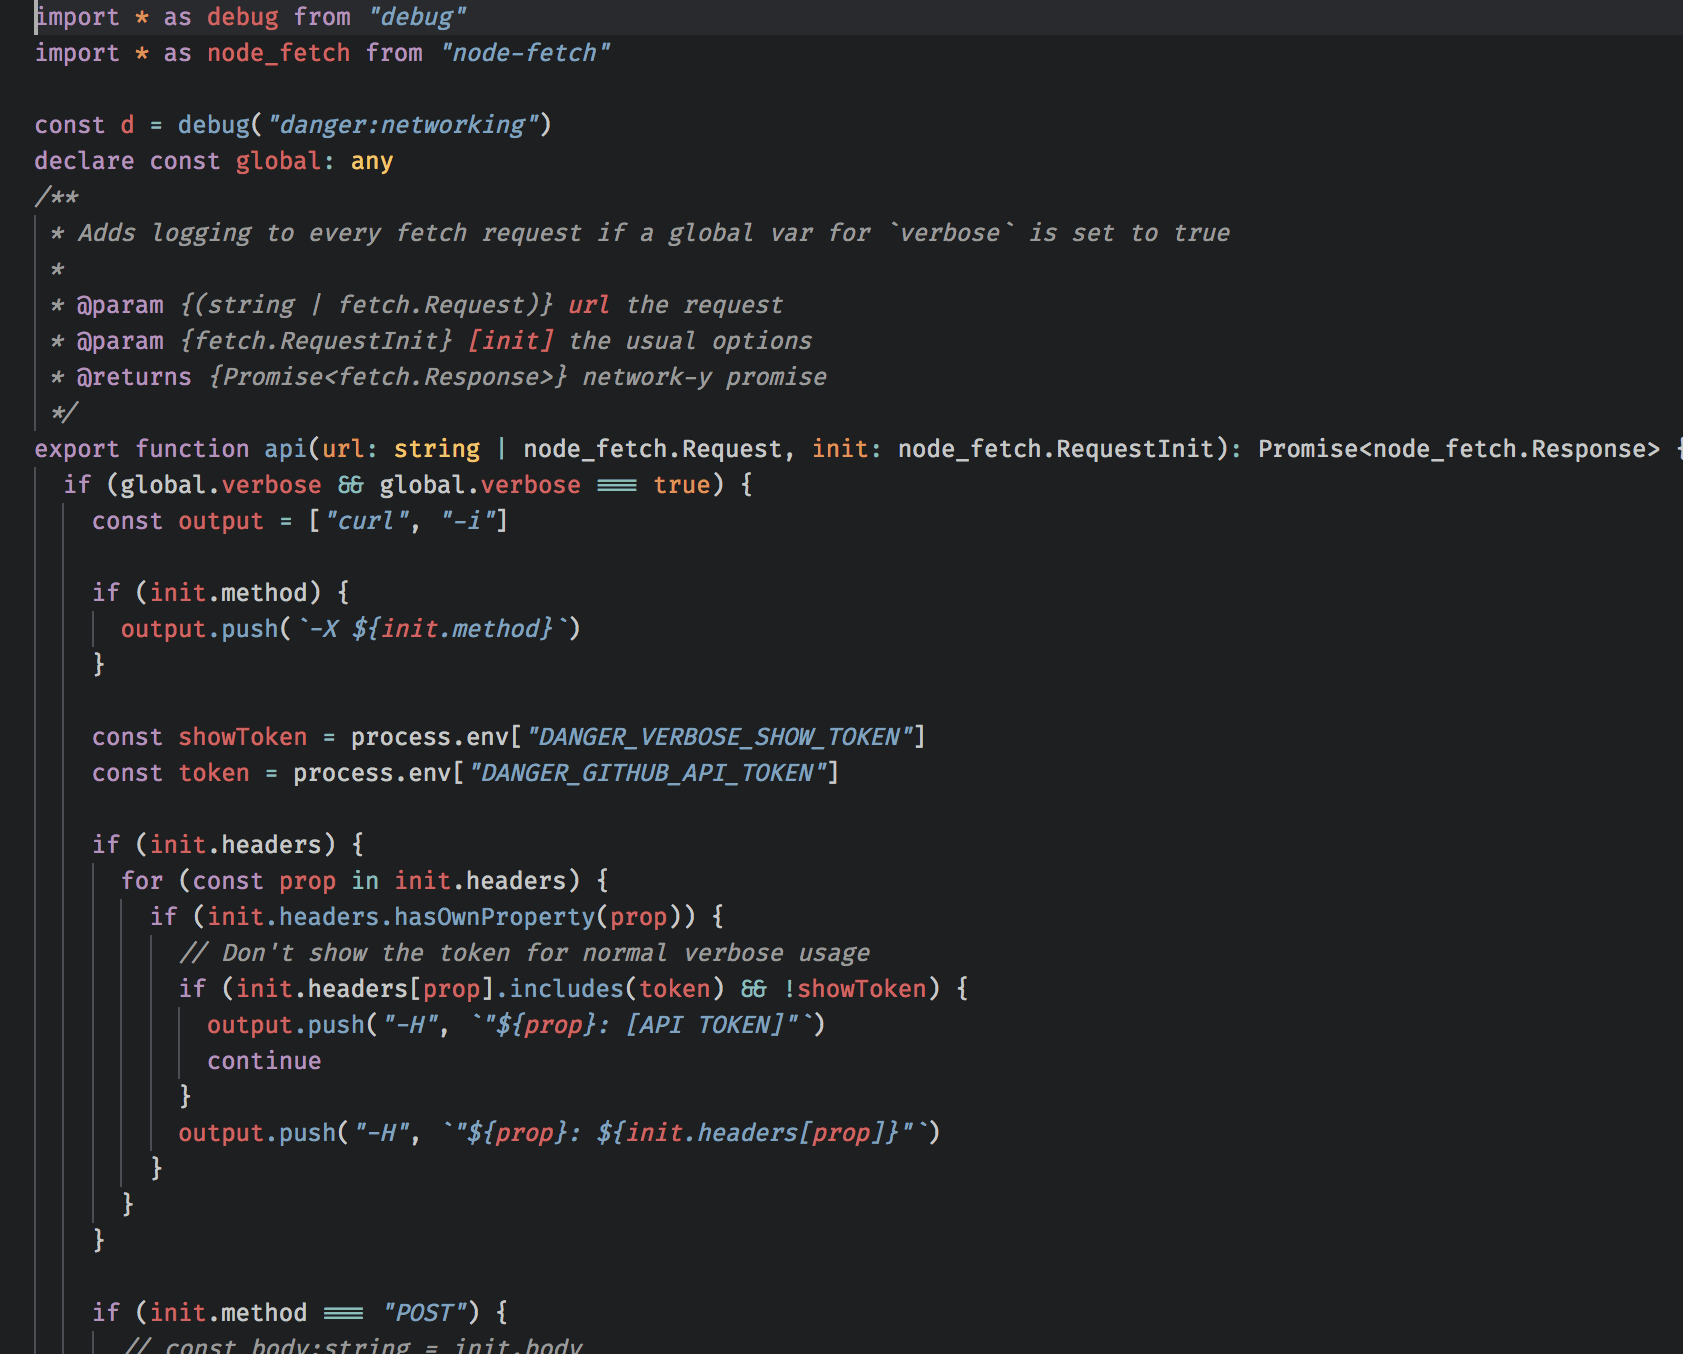 import * as debug from "debug"
import * as node_fetch from "node-fetch"

const d = debug("danger:networking")
declare const global: any
/**
 * Adds logging to every fetch request if a global var for `verbose` is set to true
 *
 * @param {(string | fetch.Request)} url the request
 * @param {fetch.RequestInit} [init] the usual options
 * @returns {Promise<fetch.Response>} network-y promise
 */
export function api(url: string | node_fetch.Request, init: node_fetch.RequestInit): Promise<node_fetch.Response> {
  if (global.verbose && global.verbose === true) {
    const output = ["curl", "-i"]

    if (init.method) {
      output.push(`-X ${init.method}`)
    }

    const showToken = process.env["DANGER_VERBOSE_SHOW_TOKEN"]
    const token = process.env["DANGER_GITHUB_API_TOKEN"]

    if (init.headers) {
      for (const prop in init.headers) {
        if (init.headers.hasOwnProperty(prop)) {
          // Don't show the token for normal verbose usage
          if (init.headers[prop].includes(token) && !showToken) {
            output.push("-H", `"${prop}: [API TOKEN]"`)
            continue
          }
          output.push("-H", `"${prop}: ${init.headers[prop]}"`)
        }
      }
    }

    if (init.method === "POST") {
      // const body:string = init.body